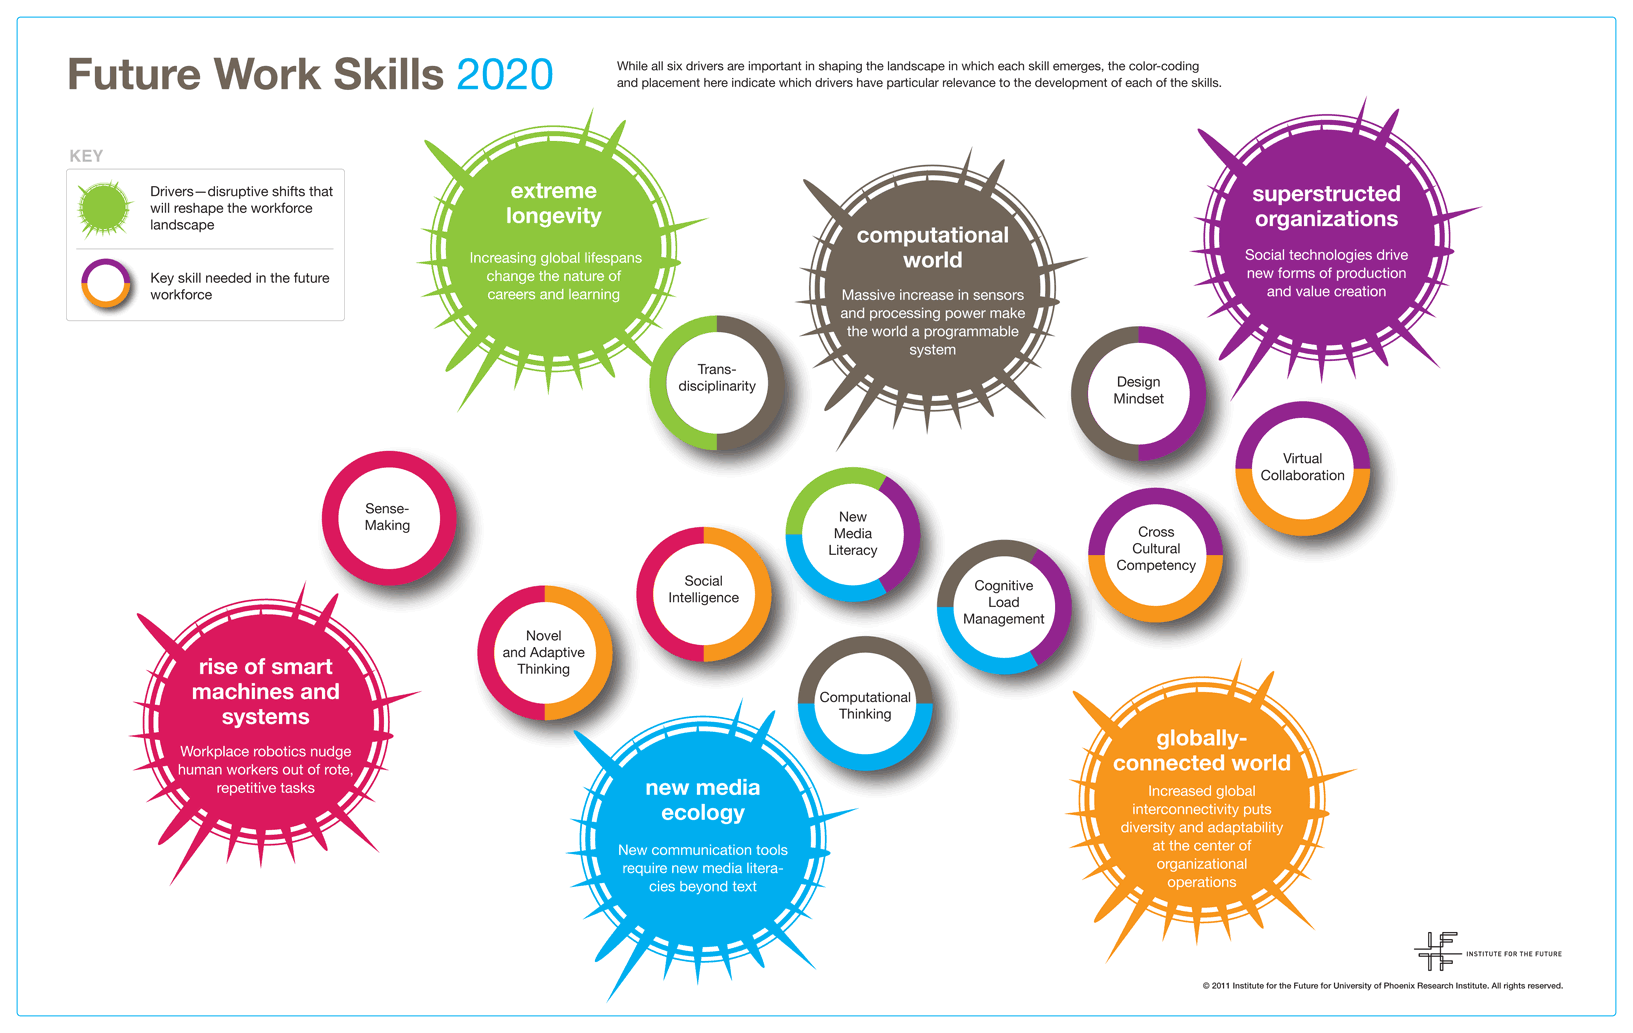 Future Work Skills 2020
While all six drivers are important in shaping the landscape in which each skill emerges, the color-coding
and placement here indicate which drivers have particular relevance to the development of each of the skills.
KEY
Drivers—disruptive shifts that
will reshape the workforce
landscape
Key skill needed in the future
workforce
extreme
longevity
Increasing global lifespans
change the nature of
careers and learning
computational
world
Massive increase in sensors
and processing power make
the world a programmable
system
superstructed
organizations
Social technologies drive
new forms of production
and value creation
Trans-
disciplinarity
Design
Mindset
Virtual
Collaboration
Sense-
Making
New
Media
Literacy
Cross
Cultural
Competency
Social
Intelligence
Cognitive
Load
Management
Novel
and Adaptive
Thinking
Computational
Thinking
rise of smart
machines and
systems
Workplace robotics nudge
human workers out of rote,
repetitive tasks
new media
ecology
New communication tools
require new media litera-
cies beyond text
globally-
connected world
Increased global
interconnectivity puts
diversity and adaptability
at the center of
organizational
operations
INSTITUTE FOR THE FUTURE
© 2011 Institute for the Future for University of Phoenix Research Institute. All rights reserved.